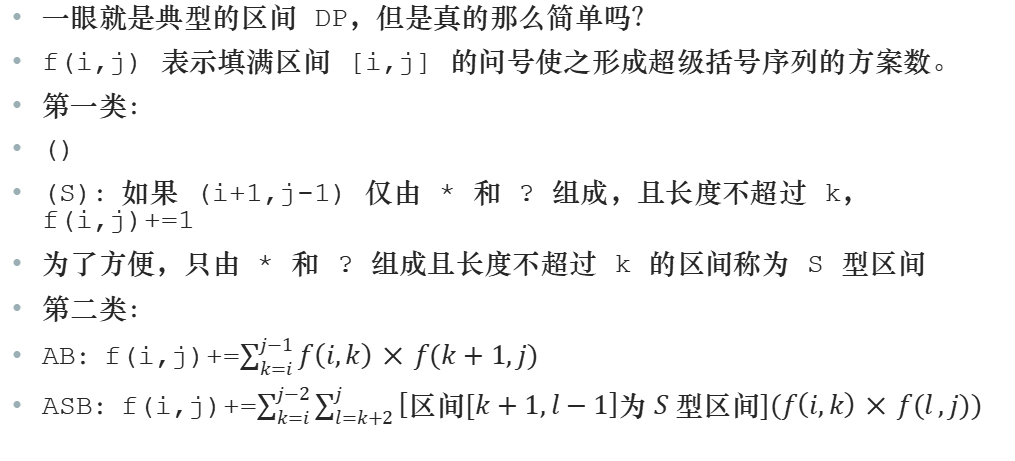 • 一眼就是典型的区间 DP，但是真的那么简单吗？
• f(i,j) 表示填满区间 [i,j] 的问号使之形成超级括号序列的方案数。
• 第一类：
• ()
• (S): 如果 (i+1,j-1) 仅由 * 和 ? 组成，且长度不超过 k，
f(i,j)+=1
• 为了方便，只由 * 和 ? 组成且长度不超过 k 的区间称为 S 型区间
• 第二类：
• AB: f(i,j)+=∑_{k=i}^{j−1} f(i,k) × f(k+1,j)
• ASB: f(i,j)+=∑_{k=i}^{j−2} ∑_{l=k+2}^{j} [区间[k+1,l−1]为 S 型区间](f(i,k) × f(l,j))